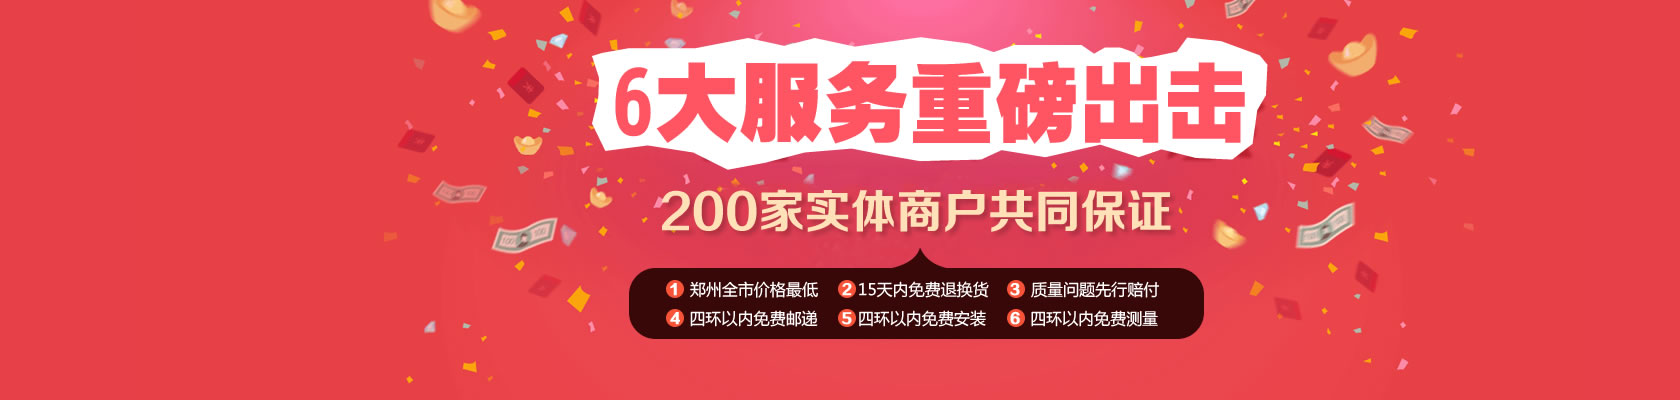 6大服务重磅出击
200家实体商户共同保证
1 郑州全市价格最低 2 15天内免费退换货 3 质量问题先行赔付
4 四环以内免费邮递 5 四环以内免费安装 6 四环以内免费测量